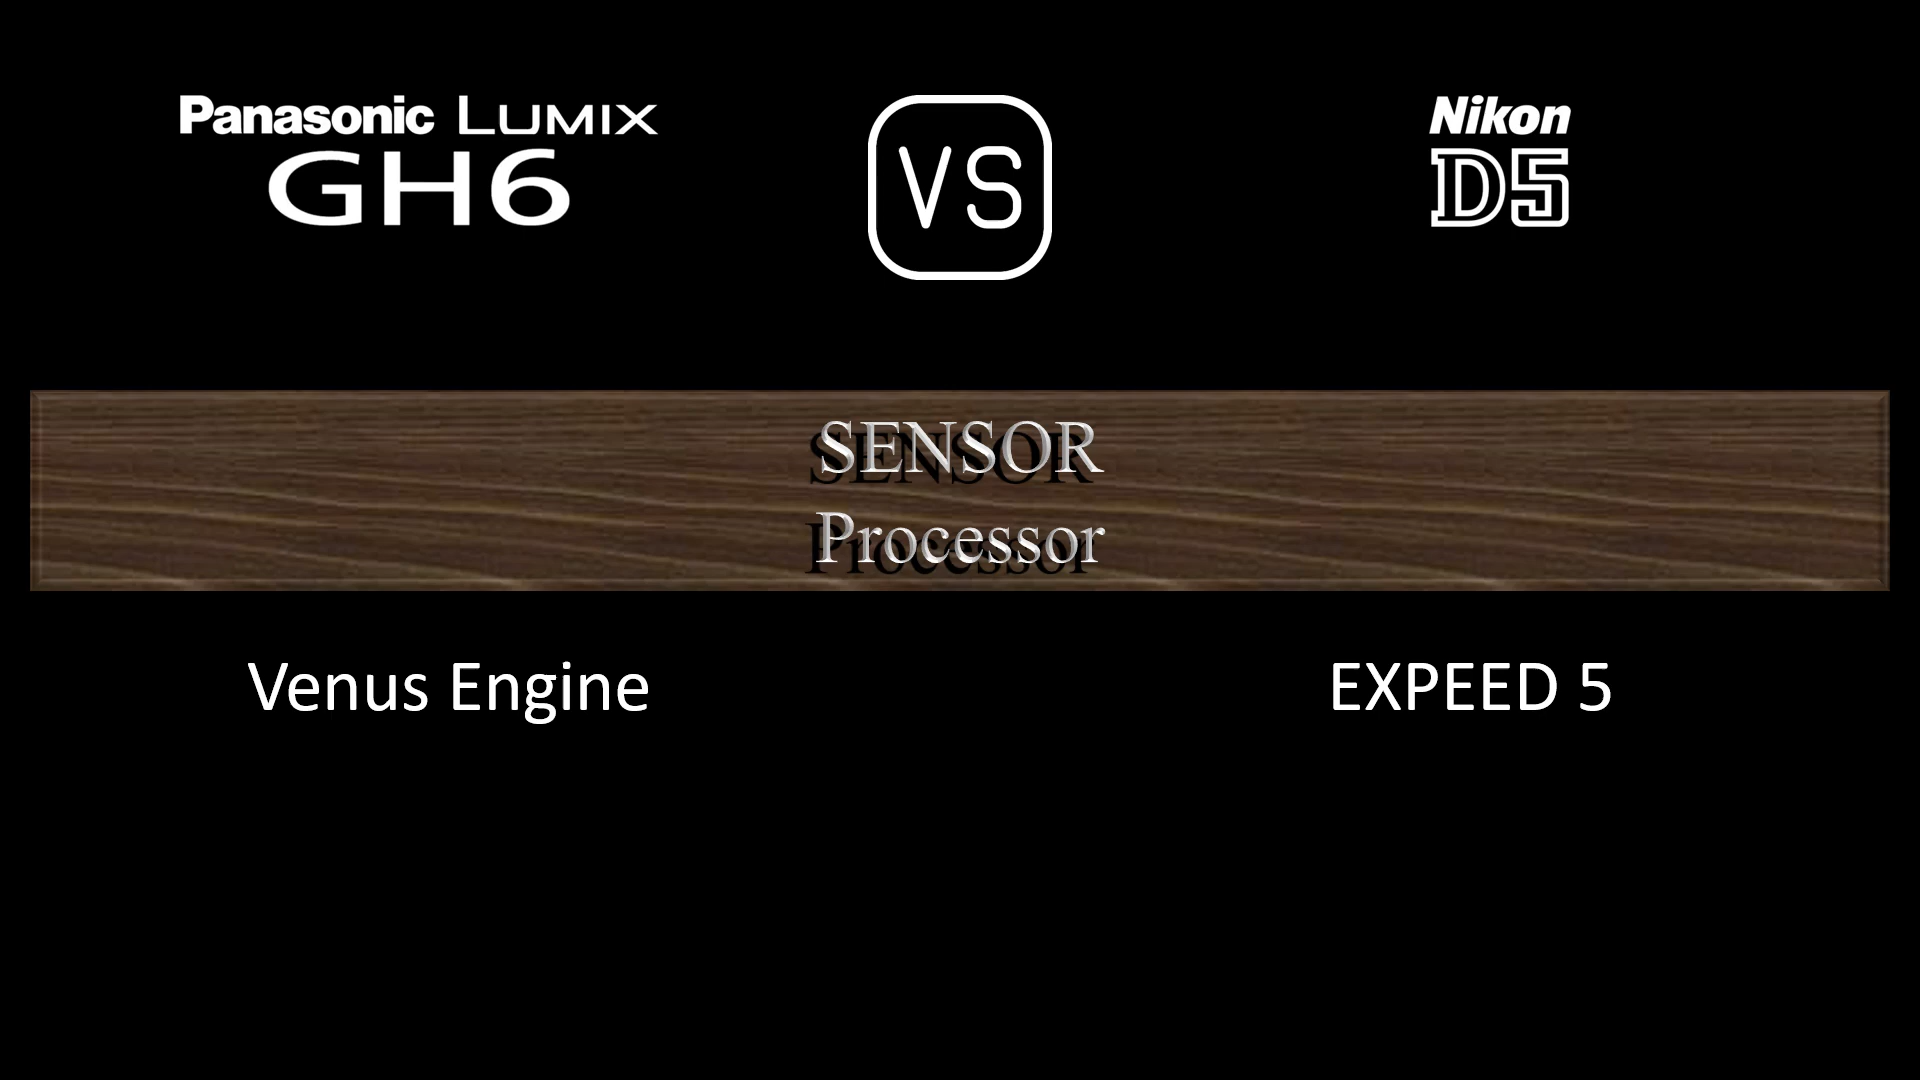 Panasonic LUMIX
GH6
VS
Nikon
D5
SENSOR
Processor
Venus Engine
EXPEED 5